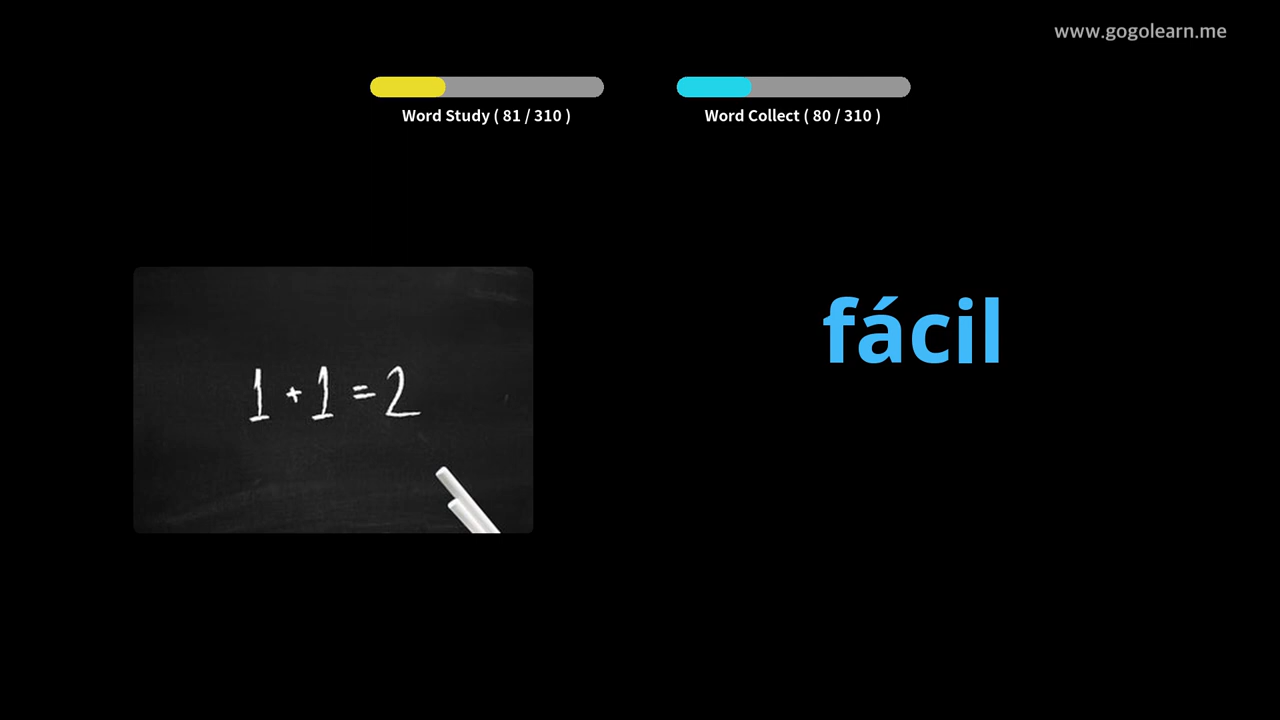 www.gogolearn.me
Word Study ( 81 / 310 )
Word Collect ( 80 / 310 )
fácil
1 + 1 = 2